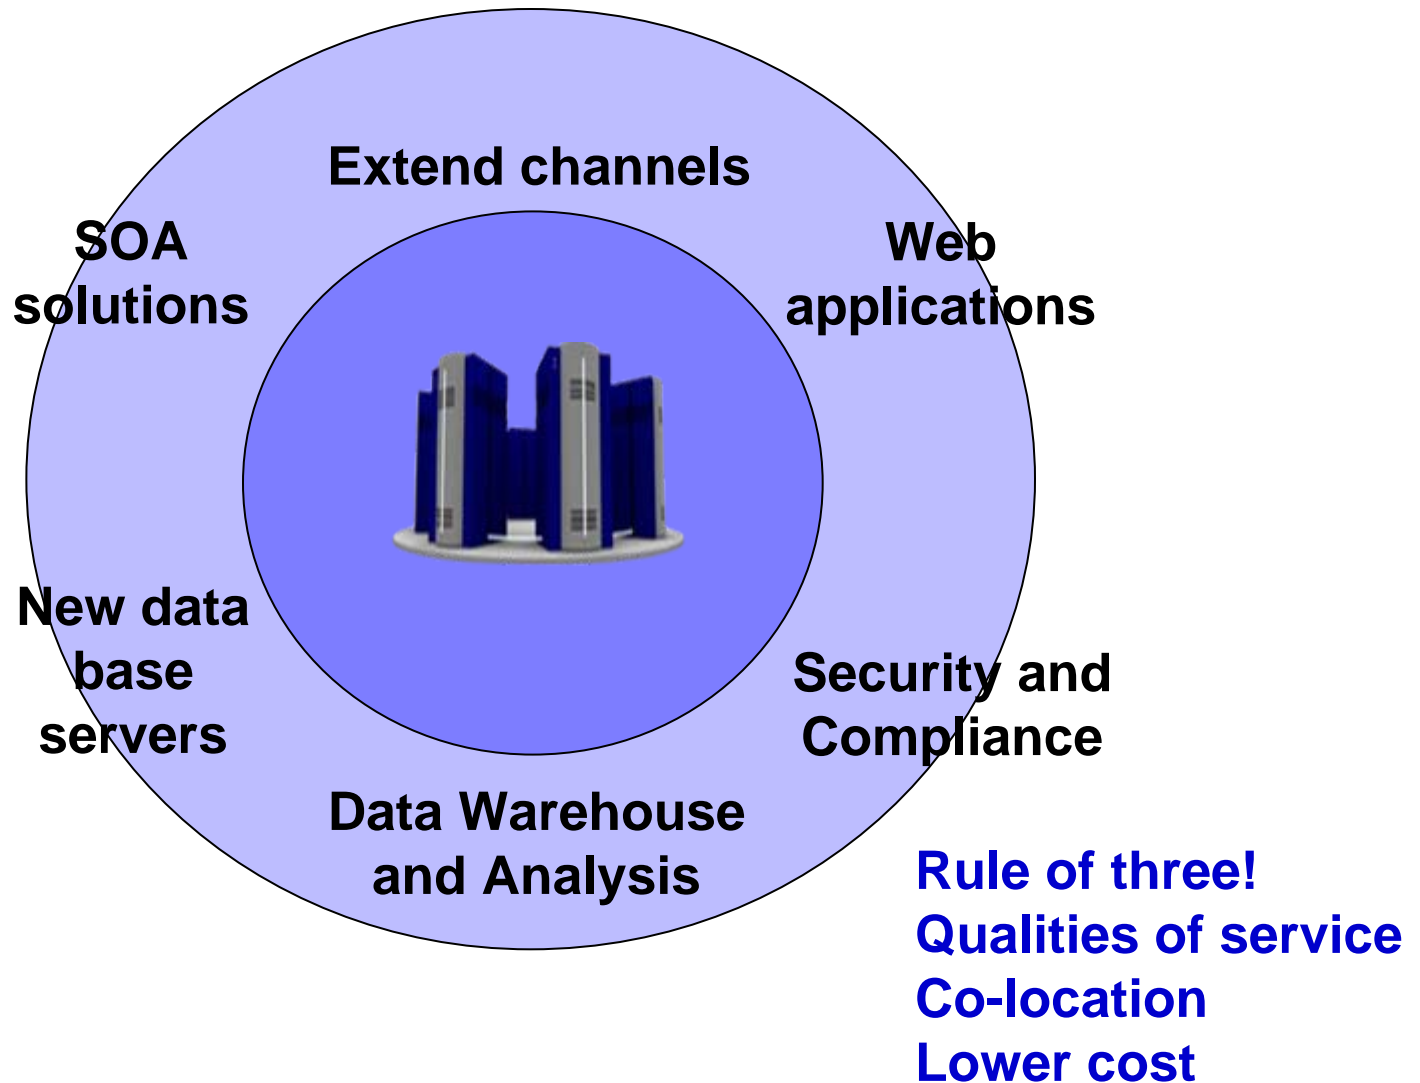 Extend channels
SOA
solutions
Web
applications
New data
base
servers
Security and
Compliance
Data Warehouse
and Analysis
Rule of three!
Qualities of service
Co-location
Lower cost